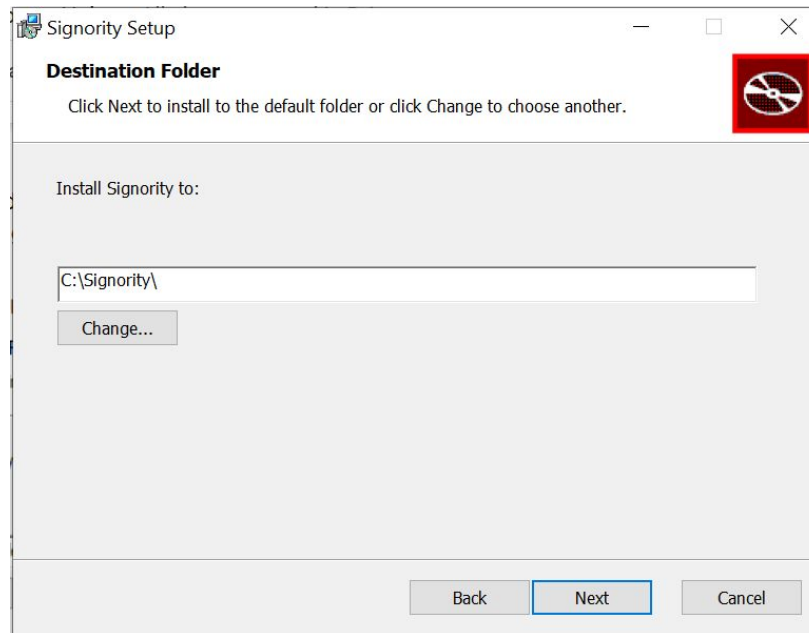 Signority Setup
Destination Folder
Click Next to install to the default folder or click Change to choose another.
Install Signority to:
C:\Signority\
Change...
Back
Next
Cancel